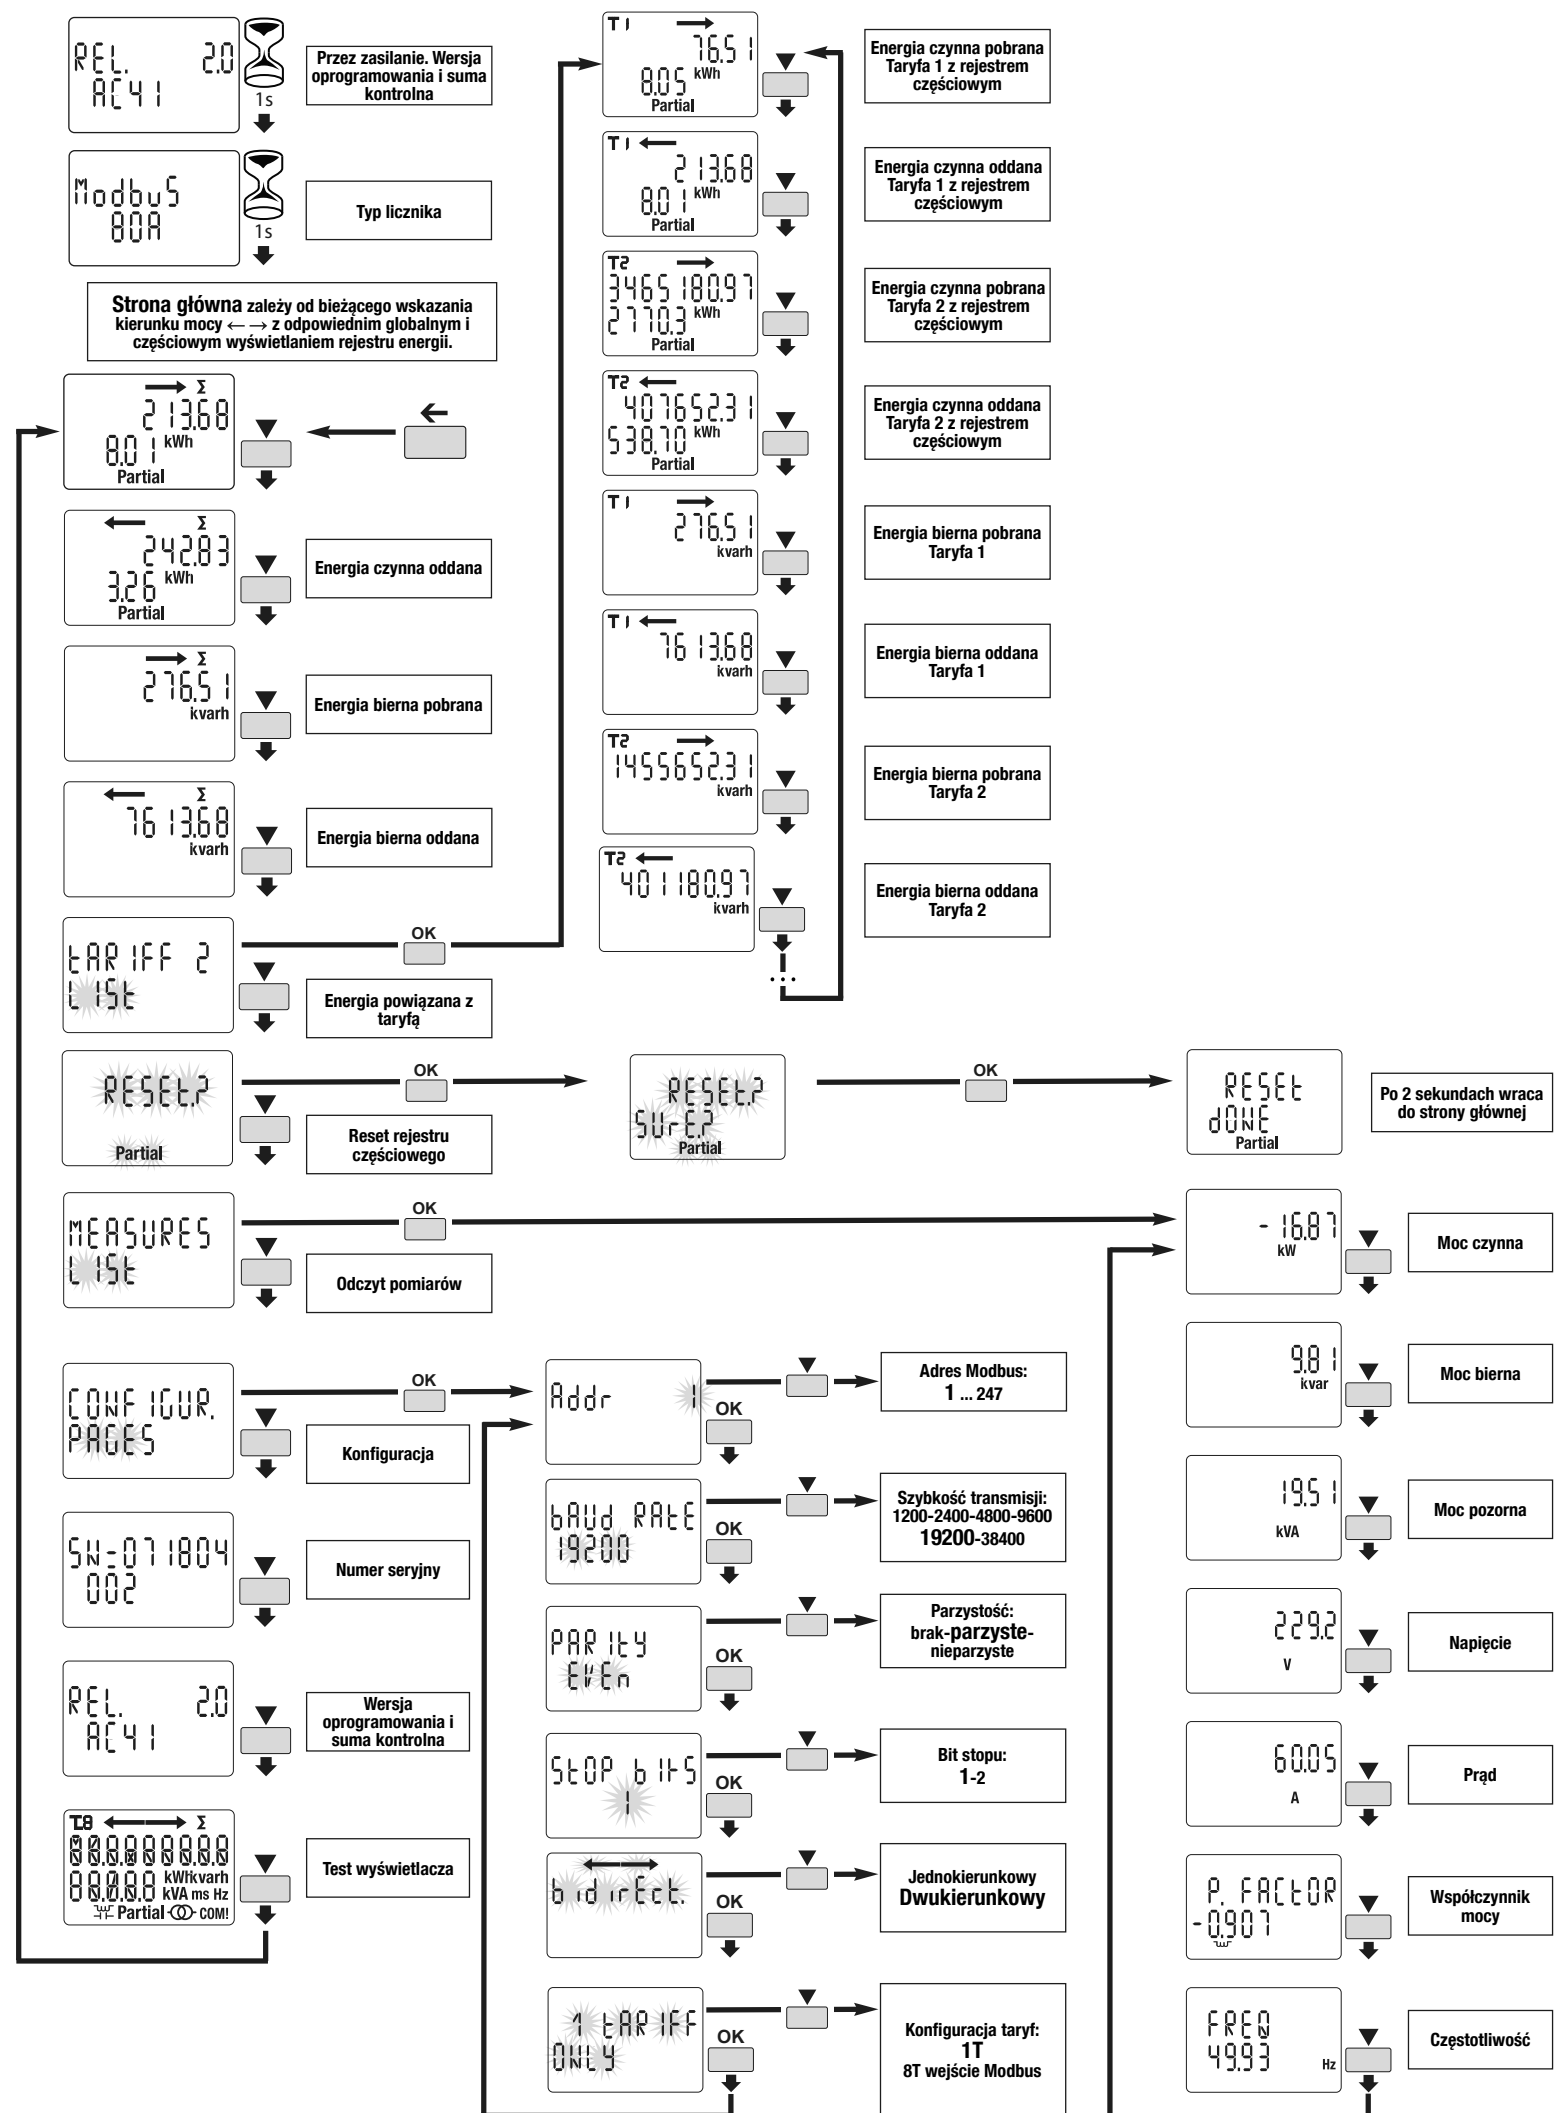 REL. 2.0
AC41
1s
Przez zasilanie. Wersja
oprogramowania i suma
kontrolna
Modbus
80A
1s
Typ licznika
Strona główna zależy od bieżącego wskazania
kierunku mocy ←→ z odpowiednim globalnym i
częściowym wyświetlaniem rejestru energii.
Σ
213.68
8.01 kWh
Partial
Σ
242.83
3.26 kWh
Partial
Energia czynna oddana
Σ
276.51
kvarh
Energia bierna pobrana
Σ
7613.68
kvarh
Energia bierna oddana
tARIFF 2
LISt
OK
Energia powiązana z
taryfą
T1
76.51
8.05 kWh
Partial
Energia czynna pobrana
Taryfa 1 z rejestrem
częściowym
T1
213.68
8.01 kWh
Partial
Energia czynna oddana
Taryfa 1 z rejestrem
częściowym
T2
3465180.97
2770.3 kWh
Partial
Energia czynna pobrana
Taryfa 2 z rejestrem
częściowym
T2
407652.31
538.70 kWh
Partial
Energia czynna oddana
Taryfa 2 z rejestrem
częściowym
T1
276.51
kvarh
Energia bierna pobrana
Taryfa 1
T1
7613.68
kvarh
Energia bierna oddana
Taryfa 1
T2
1455652.31
kvarh
Energia bierna pobrana
Taryfa 2
T2
401180.97
kvarh
Energia bierna oddana
Taryfa 2
...
RESEt.?
Partial
OK
Reset rejestru
częściowego
RESEt.?
SUrE.?
Partial
OK
RESEt
dONE
Partial
Po 2 sekundach wraca
do strony głównej
MEASURES
LISt
OK
Odczyt pomiarów
-16.87
kW
Moc czynna
9.81
kvar
Moc bierna
19.51
kVA
Moc pozorna
229.2
V
Napięcie
60.05
A
Prąd
P. FACtOR
-0.907
Współczynnik
mocy
FREQ
49.93 Hz
Częstotliwość
CONFIGUR.
PAGES
OK
Konfiguracja
Addr 1
OK
Adres Modbus:
1 ... 247
bAUd RAtE
19200
OK
Szybkość transmisji:
1200-2400-4800-9600
19200-38400
PARItY
EVEn
OK
Parzystość:
brak-parzyste-
nieparzyste
StOP bItS
1
OK
Bit stopu:
1-2
bidirEct.
OK
Jednokierunkowy
Dwukierunkowy
1 tARIFF
ONLY
OK
Konfiguracja taryf:
1T
8T wejście Modbus
SN=071804
002
Numer seryjny
REL. 2.0
AC41
Wersja
oprogramowania i
suma kontrolna
T.8 Σ
kWh kvarh
kVA ms Hz
Partial COM!
Test wyświetlacza